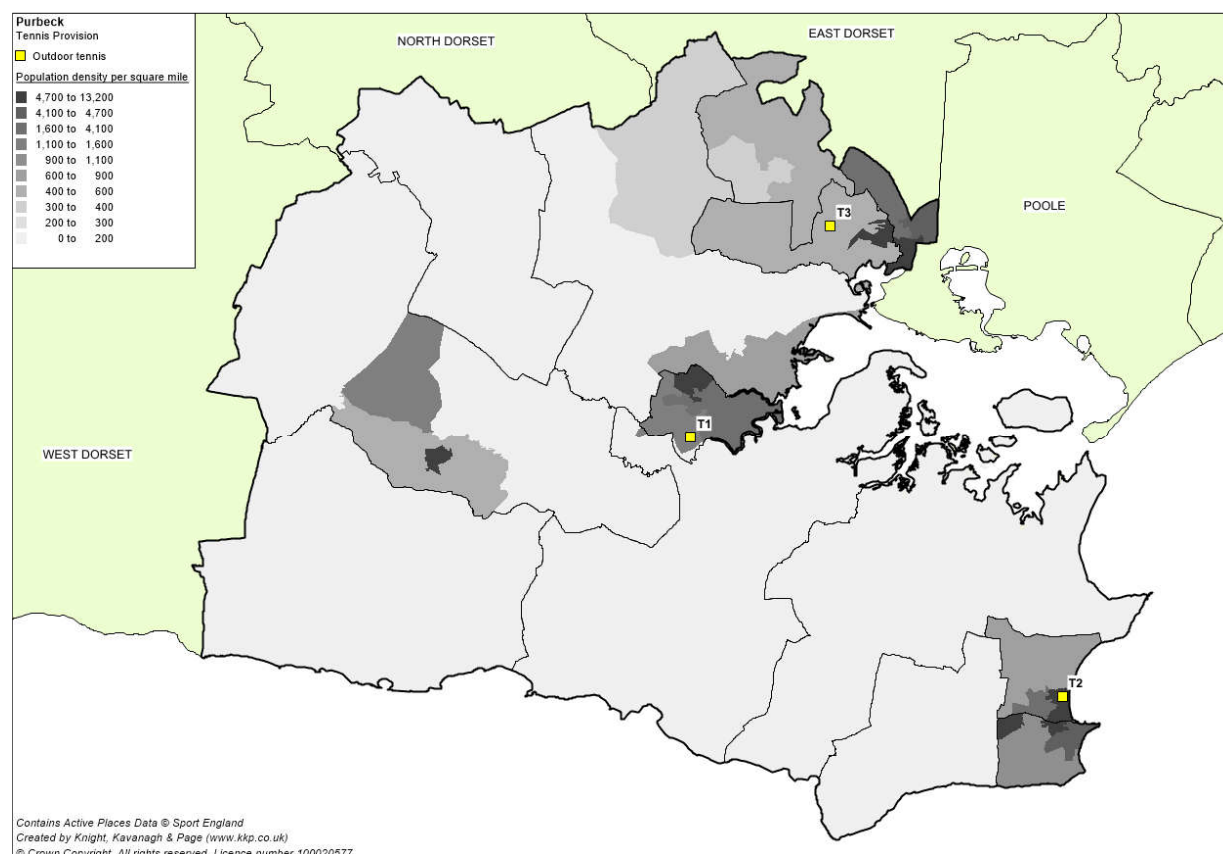 Purbeck
Tennis Provision
Outdoor tennis
Population density per square mile
4,700 to 13,200
4,100 to 4,700
1,600 to 4,100
1,100 to 1,600
900 to 1,100
600 to 900
400 to 600
300 to 400
200 to 300
0 to 200
NORTH DORSET
EAST DORSET
POOLE
T3
T1
WEST DORSET
T2
Contains Active Places Data © Sport England
Created by Knight, Kavanagh & Page (www.kkp.co.uk)
© Crown Copyright. All rights reserved. Licence number 100020577